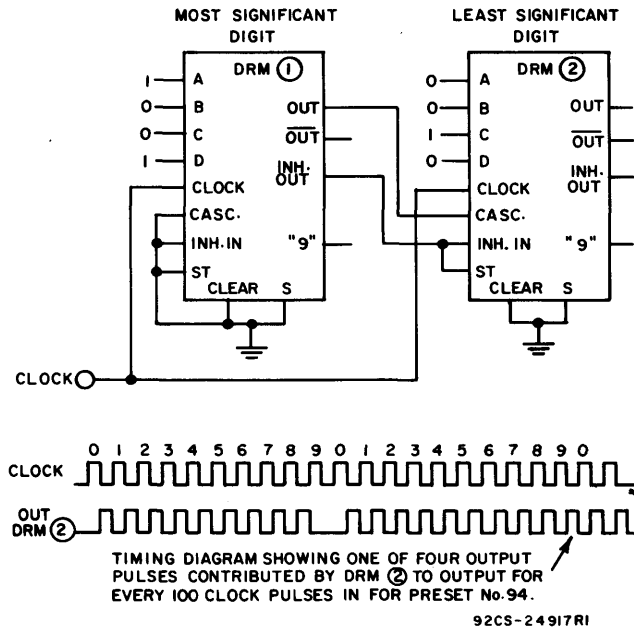 MOST SIGNIFICANT
DIGIT
LEAST SIGNIFICANT
DIGIT
DRM 1
1 A
0 B
0 C
1 D
CLOCK
CASC.
INH. IN
ST
CLEAR S
OUT
OUT
INH.
OUT
"9"
DRM 2
0 A
0 B
1 C
0 D
CLOCK
CASC.
INH. IN
ST
CLEAR S
OUT
OUT
INH.
OUT
"9"
CLOCK
0 1 2 3 4 5 6 7 8 9 0 1 2 3 4 5 6 7 8 9 0
CLOCK
OUT
DRM 2
TIMING DIAGRAM SHOWING ONE OF FOUR OUTPUT
PULSES CONTRIBUTED BY DRM 2 TO OUTPUT FOR
EVERY 100 CLOCK PULSES IN FOR PRESET No. 94.
92CS-24917R1